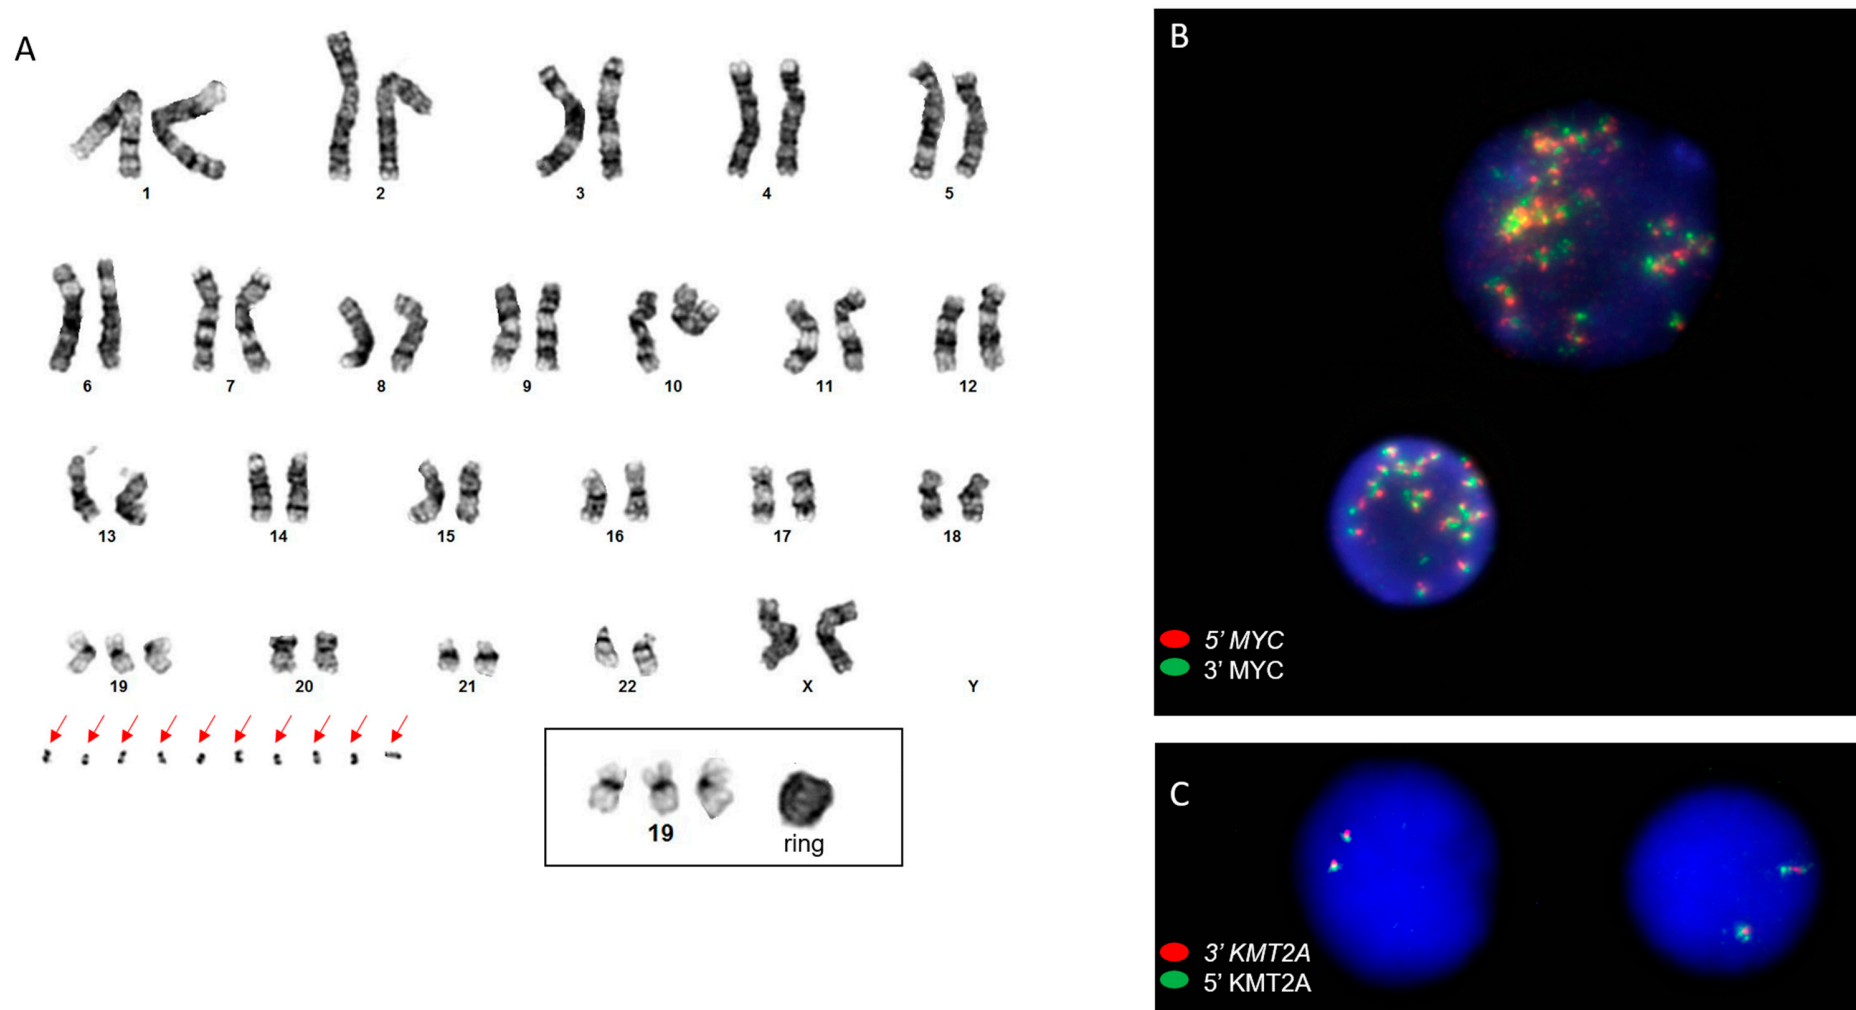 A
1 2 3 4 5
6 7 8 9 10 11 12
13 14 15 16 17 18
19 20 21 22 X Y
19
ring
B
5' MYC
3' MYC
C
3' KMT2A
5' KMT2A